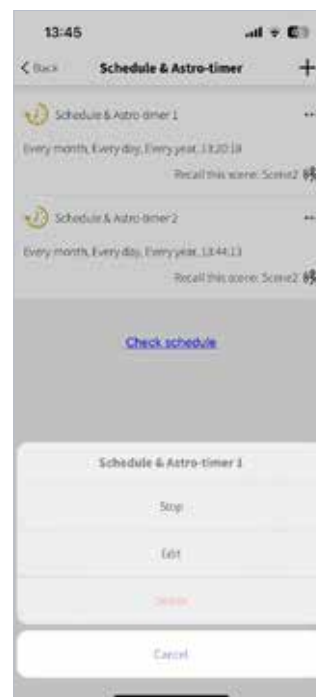 13:45
Back
Schedule & Astro-timer
+
Schedule & Astro-timer 1
Every month, Every day, Every year, 13:20:18
Recall this scene: Scene2
Schedule & Astro-timer 2
Every month, Every day, Every year, 13:44:13
Recall this scene: Scene2
Check schedule
Schedule & Astro-timer 1
Stop
Edit
Delete
Cancel